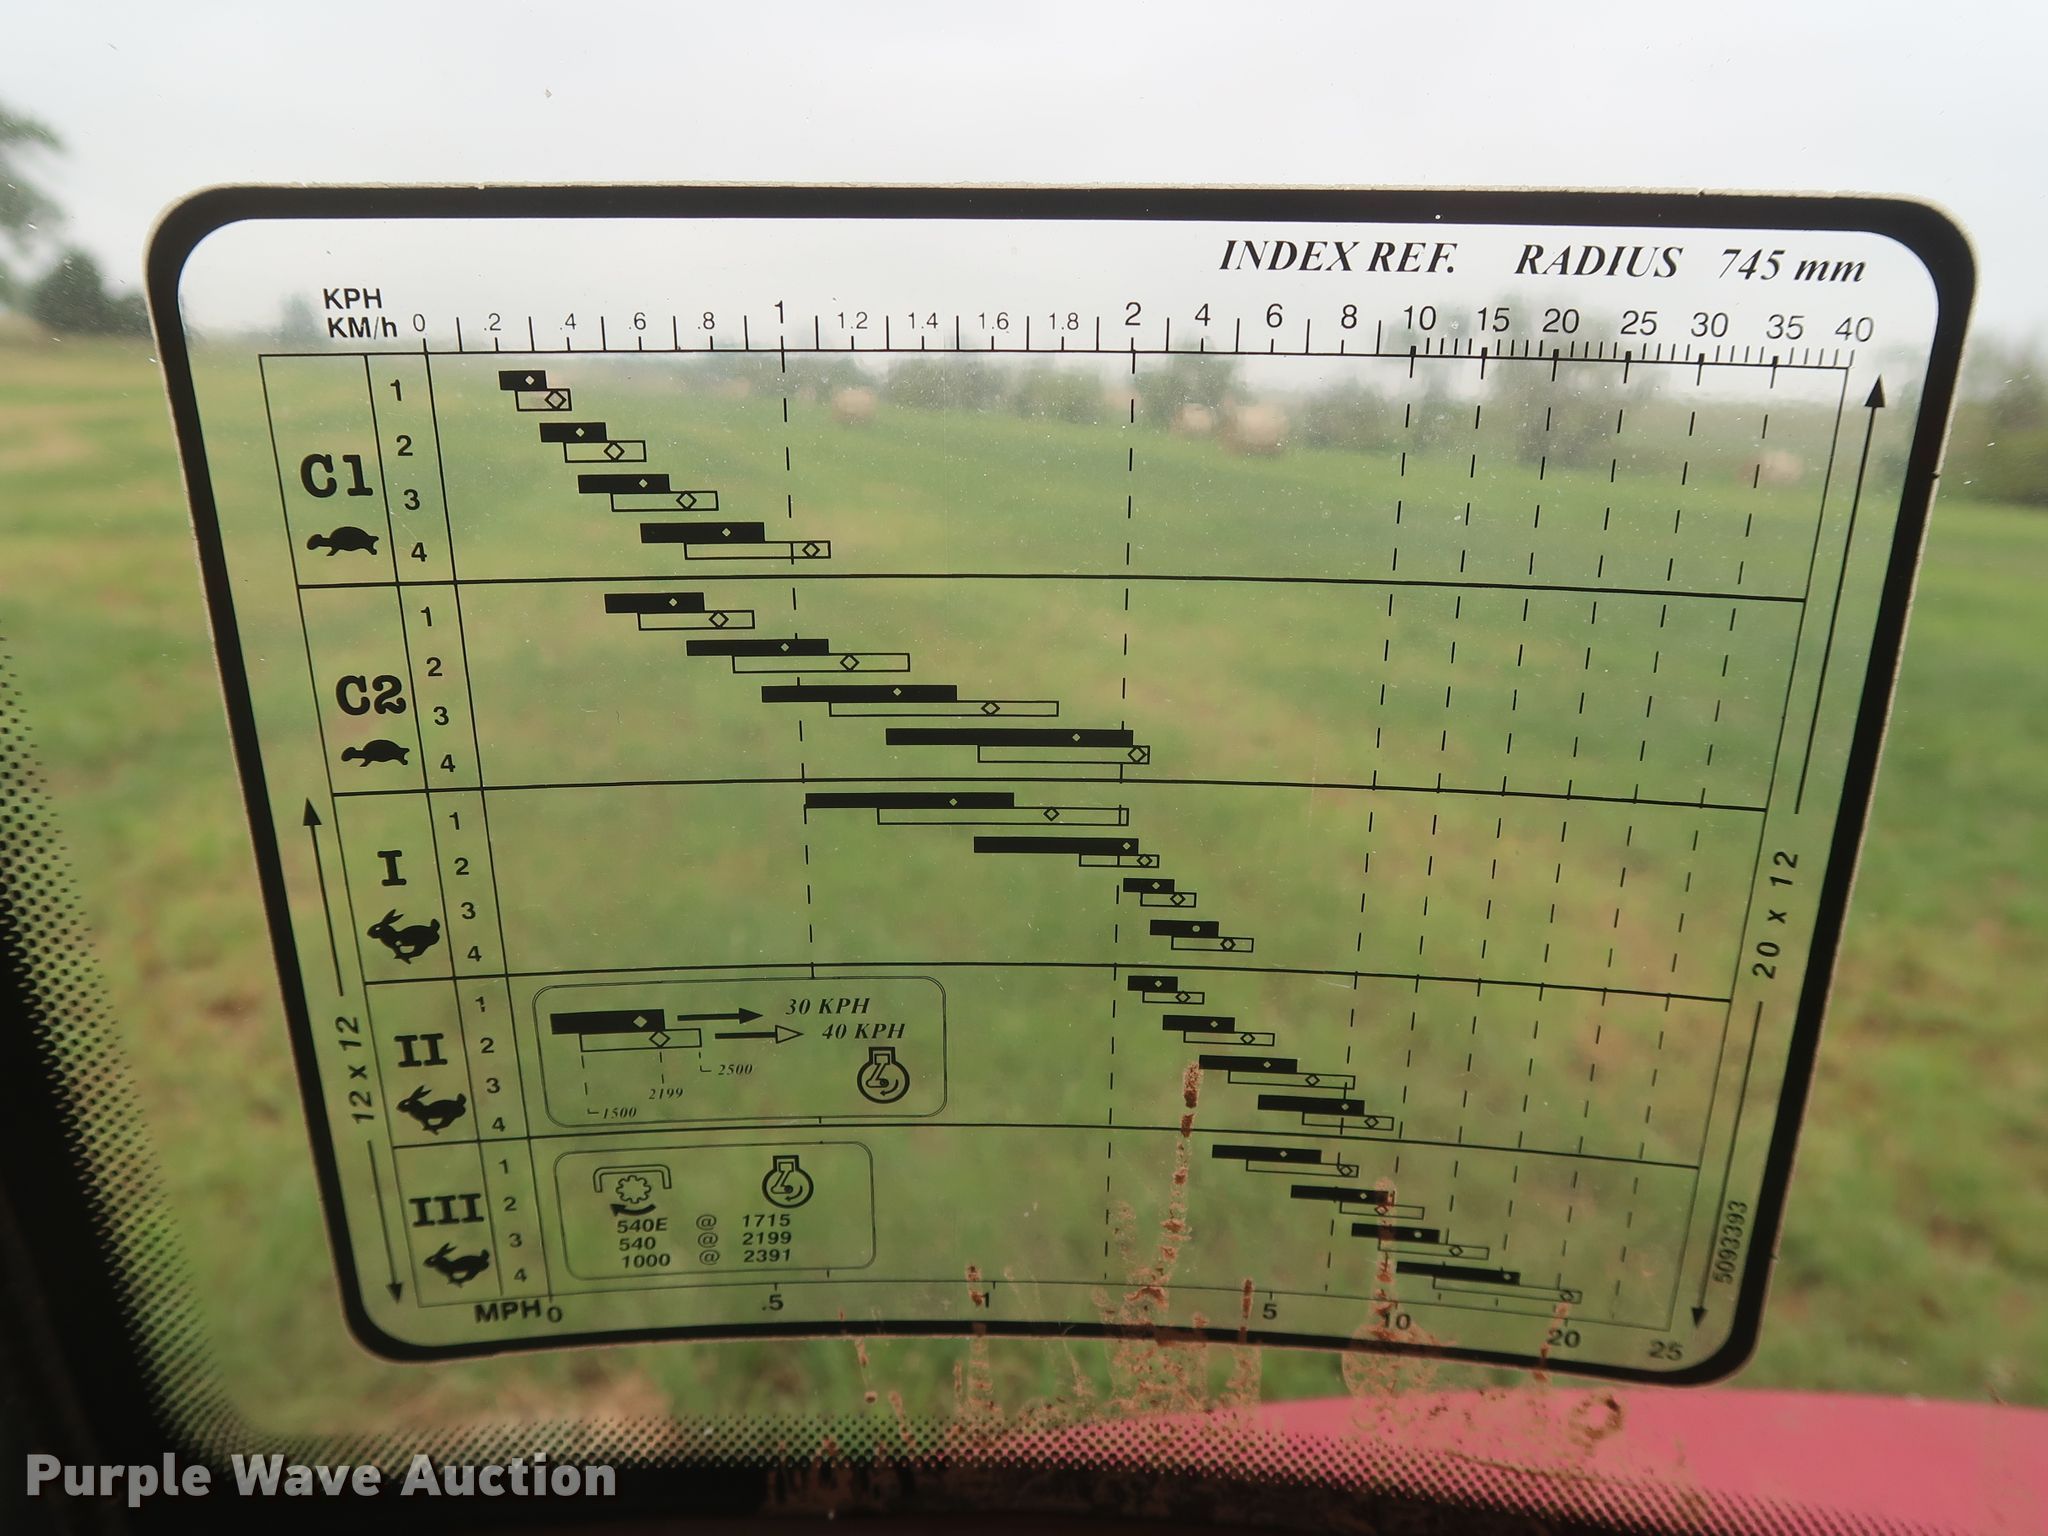 INDEX REF. RADIUS 745 mm
KPH
KM/h 0 .2 .4 .6 .8 1 1.2 1.4 1.6 1.8 2 4 6 8 10 15 20 25 30 35 40
C1
1
2
3
4
C2
1
2
3
4
I
1
2
3
4
II
1
2
3
4
III
1
2
3
4
12 x 12
20 x 12
30 KPH
40 KPH
2500
2199
1500
540E @ 1715
540 @ 2199
1000 @ 2391
5093393
MPH 0 .5 1 5 10 20 25
Purple Wave Auction